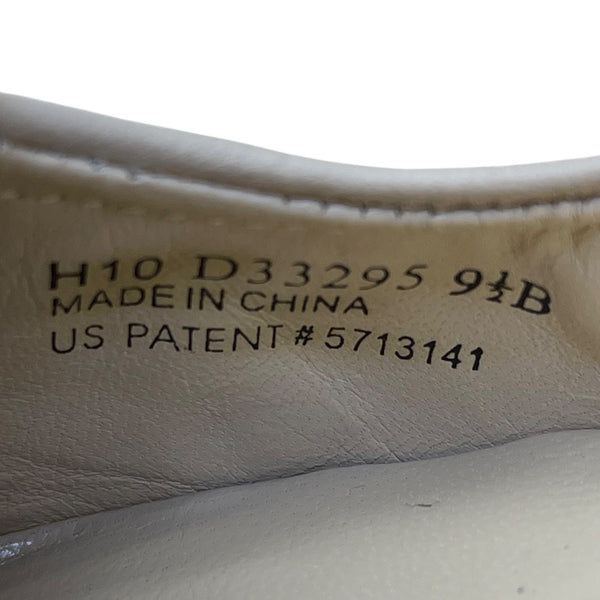 H10 D33295 9½B
MADE IN CHINA
US PATENT # 5713141